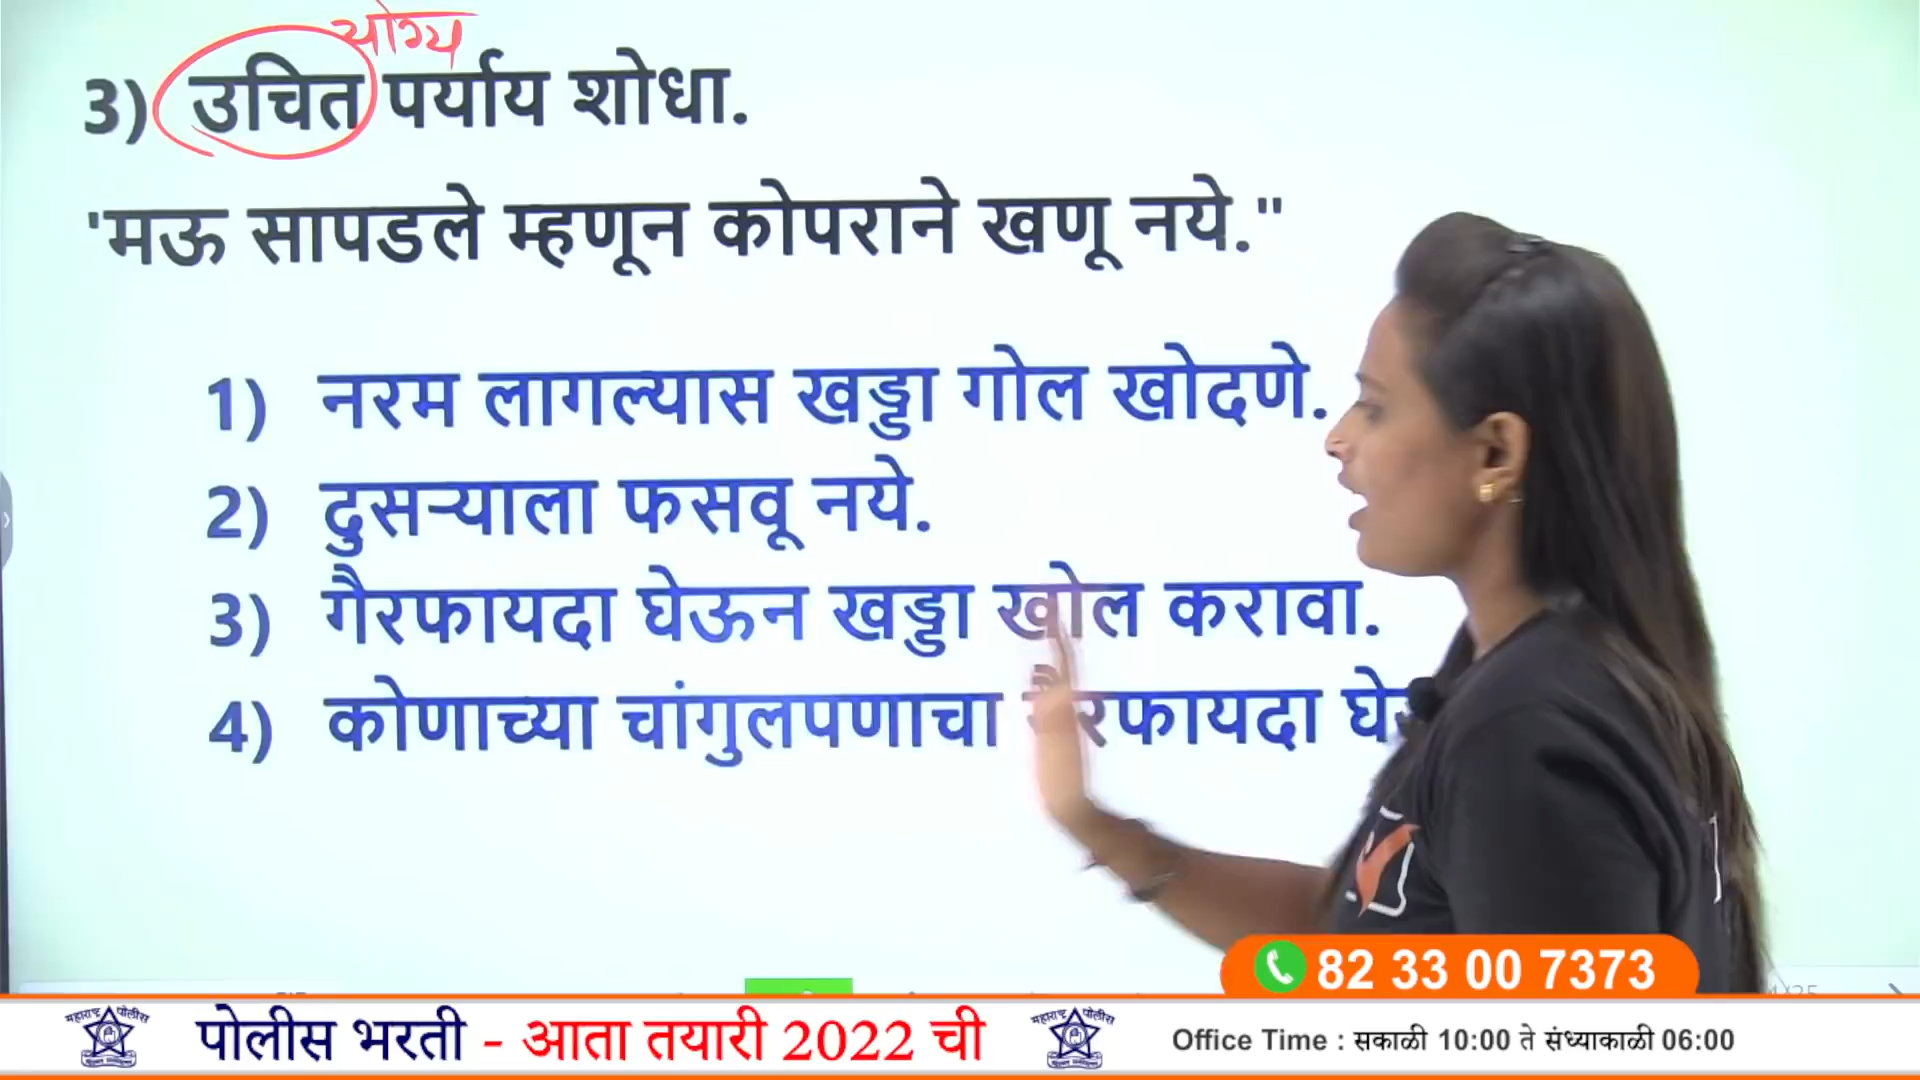 योग्य
3) उचित पर्याय शोधा.
'मऊ सापडले म्हणून कोपराने खणू नये."
1) नरम लागल्यास खड्डा गोल खोदणे.
2) दुसऱ्याला फसवू नये.
3) गैरफायदा घेऊन खड्डा खोल करावा.
4) कोणाच्या चांगुलपणाचा गैरफायदा
82 33 00 7373
महाराष्ट्र पोलीस
पोलीस भरती - आता तयारी 2022 ची
महाराष्ट्र पोलीस
Office Time : सकाळी 10:00 ते संध्याकाळी 06:00